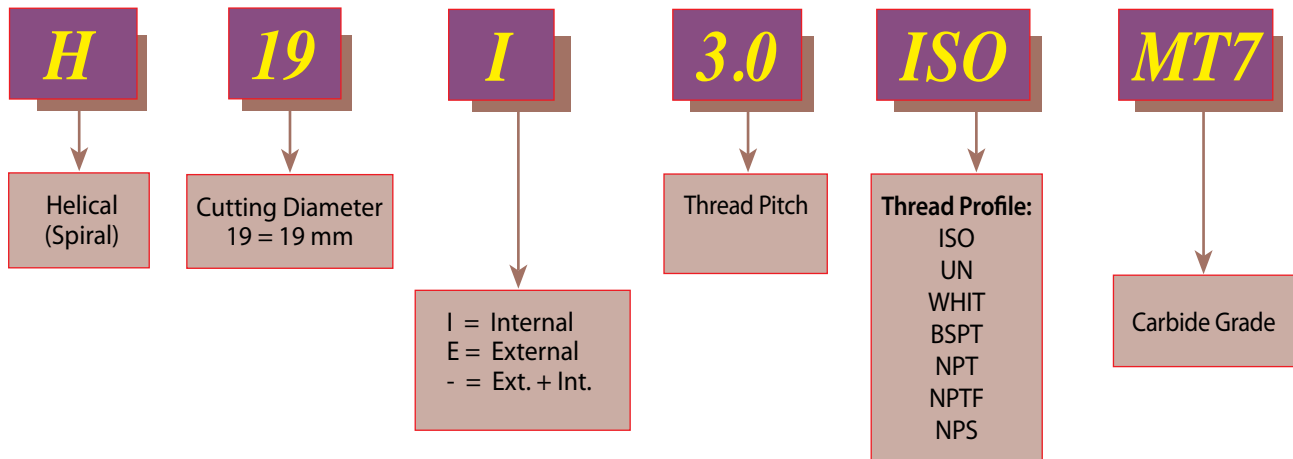 H 19 I 3.0 ISO MT7
Helical
(Spiral)
Cutting Diameter
19 = 19 mm
I = Internal
E = External
- = Ext. + Int.
Thread Pitch
Thread Profile:
ISO
UN
WHIT
BSPT
NPT
NPTF
NPS
Carbide Grade